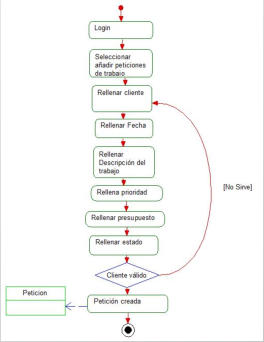 Login
Seleccionar
añadir peticiones
de trabajo
Rellenar cliente
Rellenar Fecha
Rellenar
Descripción del
trabajo
Rellena prioridad
[No Sirve]
Rellenar presupuesto
Rellenar estado
Cliente válido
Peticion
Petición creada